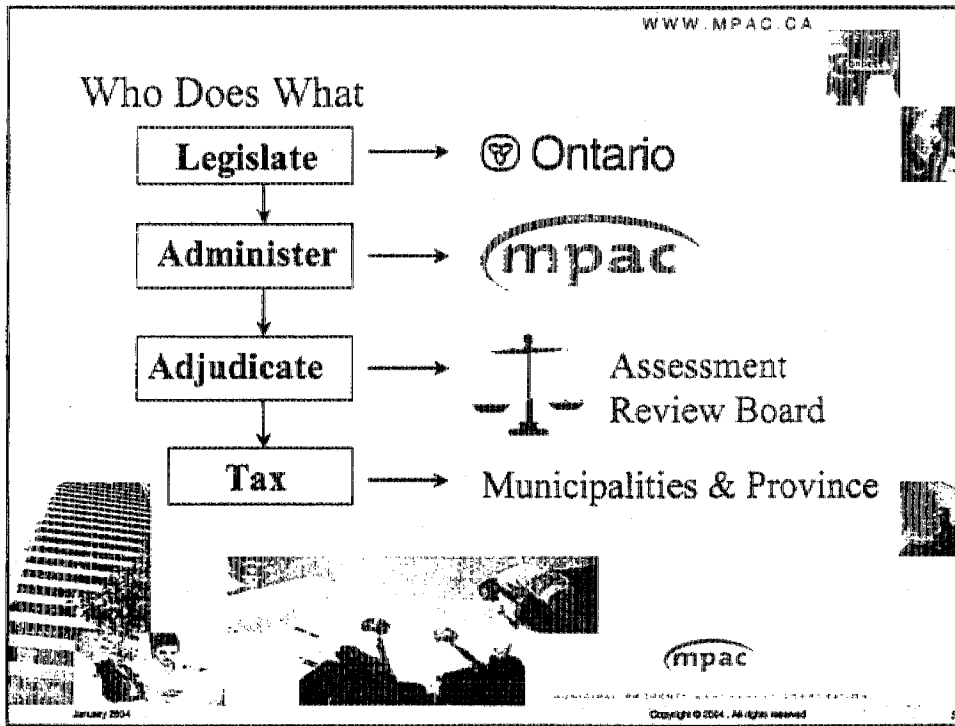 WWW.MPAC.CA
Who Does What
Legislate
Ontario
Administer
mpac
Adjudicate
Assessment
Review Board
Tax
Municipalities & Province
mpac
January 2004
Copyright © 2004 . All rights reserved